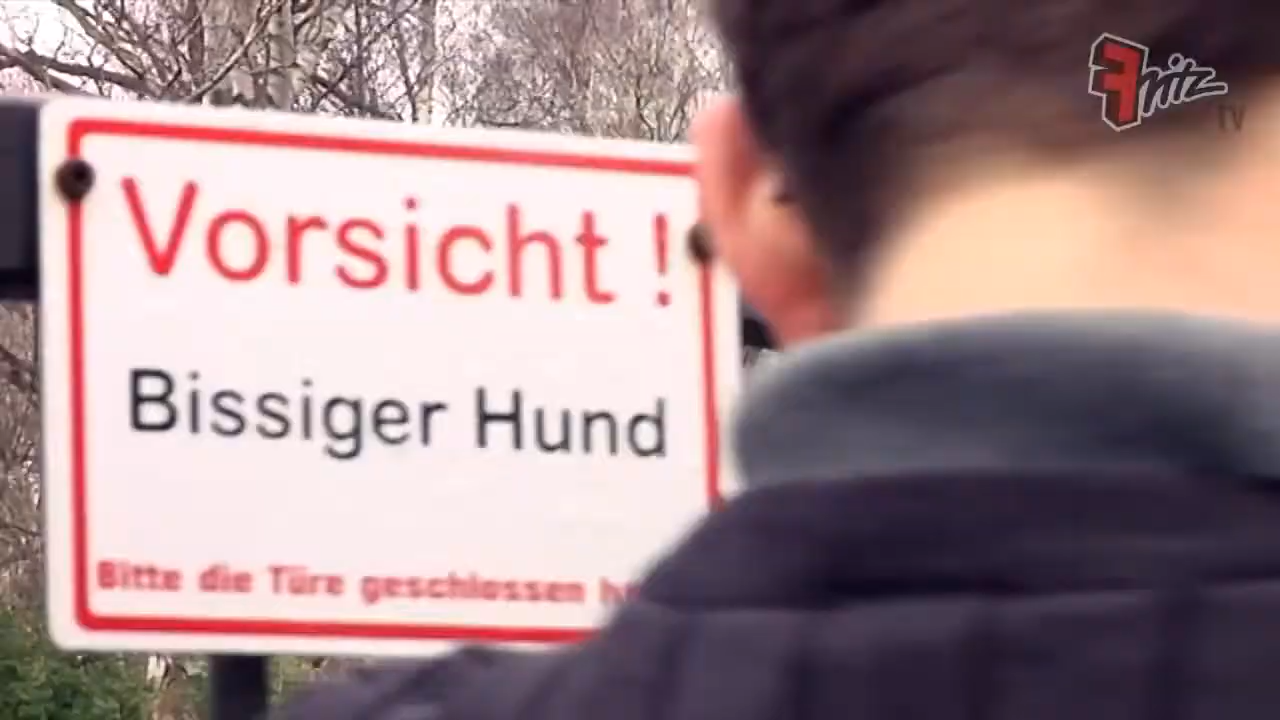 Vorsicht !
Bissiger Hund
Bitte die Türe geschlossen
Fritz
TV